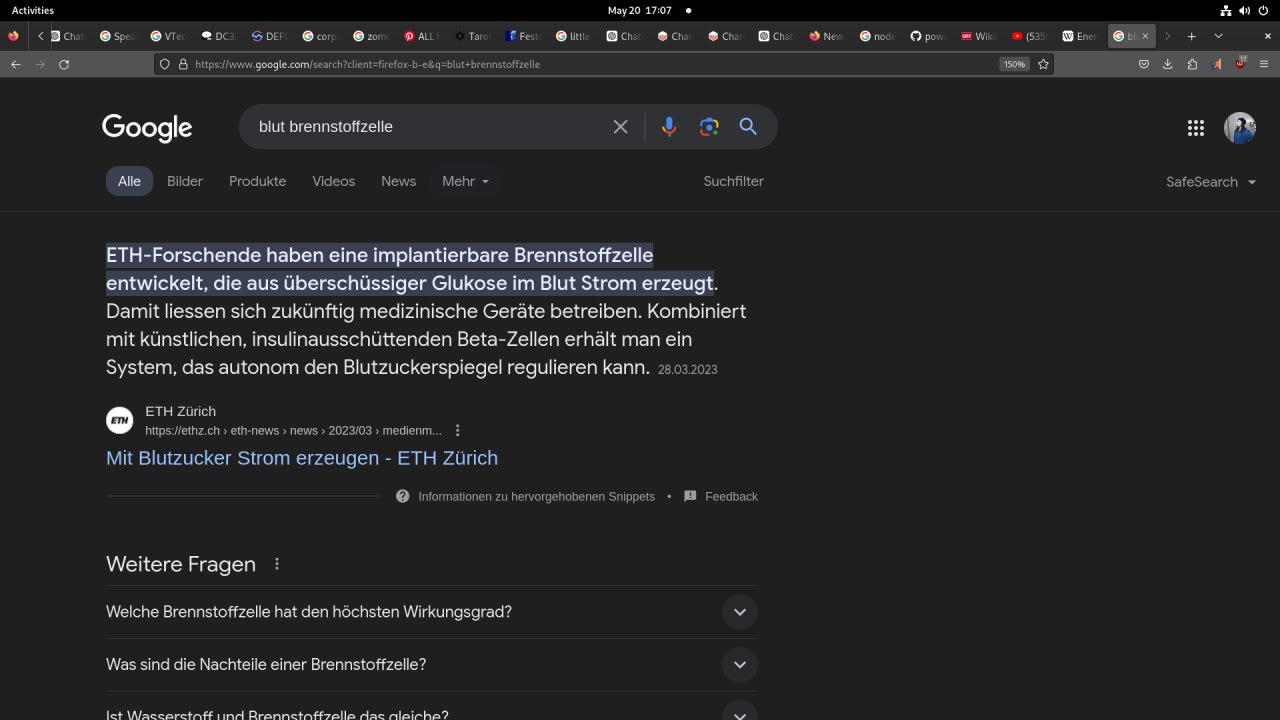 Activities
May 20 17:07
Chat
Spea
VTec
DC3
DEFC
corp
zomb
ALL
Tarot
Festu
little
Chat
Char
Char
Chat
New
node
powe
Wiki
(535
Ener
blu
https://www.google.com/search?client=firefox-b-e&q=blut+brennstoffzelle
150%
17
Google
blut brennstoffzelle
Alle
Bilder
Produkte
Videos
News
Mehr
Suchfilter
SafeSearch
ETH-Forschende haben eine implantierbare Brennstoffzelle
entwickelt, die aus überschüssiger Glukose im Blut Strom erzeugt.
Damit liessen sich zukünftig medizinische Geräte betreiben. Kombiniert
mit künstlichen, insulinausschüttenden Beta-Zellen erhält man ein
System, das autonom den Blutzuckerspiegel regulieren kann. 28.03.2023
ETH
ETH Zürich
https://ethz.ch › eth-news › news › 2023/03 › medienm...
Mit Blutzucker Strom erzeugen - ETH Zürich
Informationen zu hervorgehobenen Snippets • Feedback
Weitere Fragen
Welche Brennstoffzelle hat den höchsten Wirkungsgrad?
Was sind die Nachteile einer Brennstoffzelle?
Ist Wasserstoff und Brennstoffzelle das gleiche?